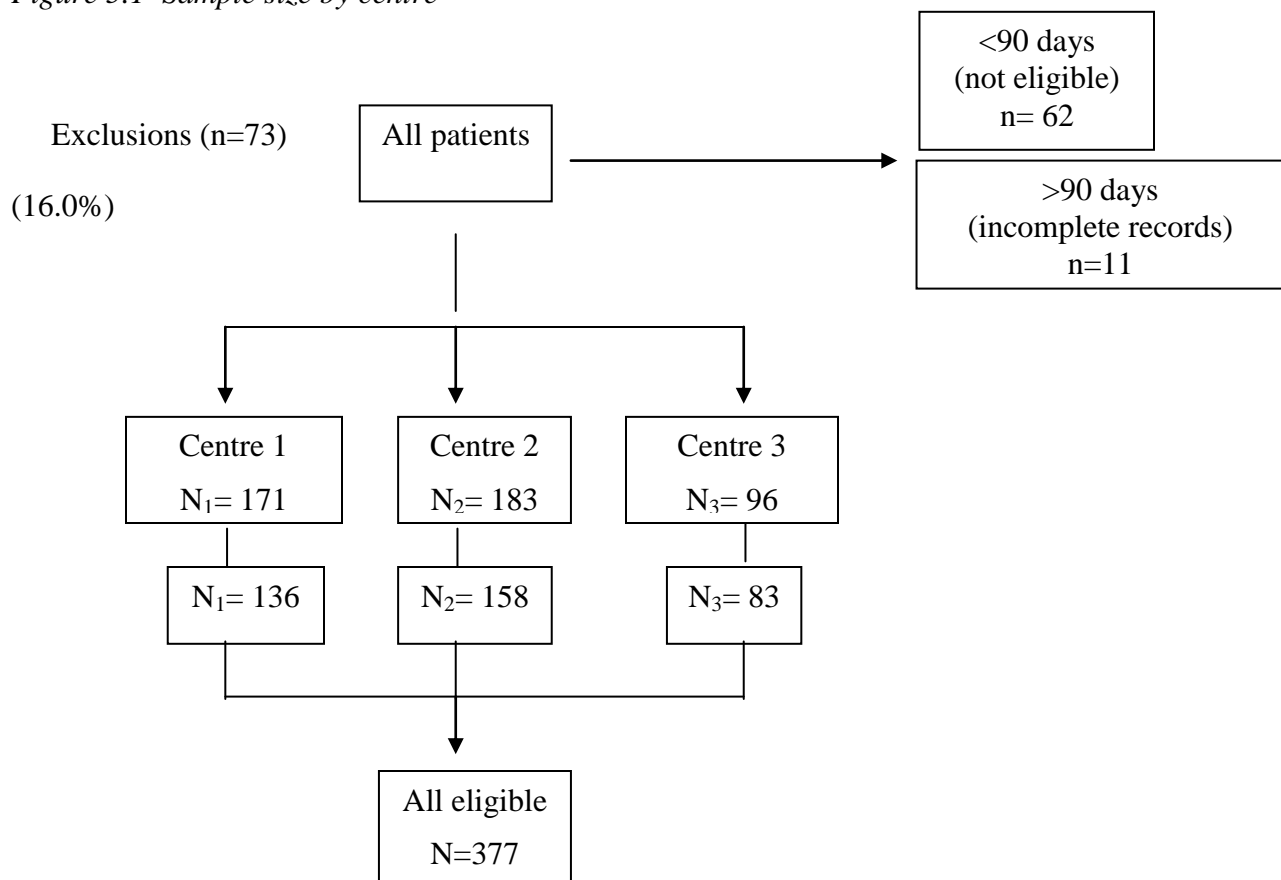 Figure 3.1 Sample size by centre
<90 days
(not eligible)
n= 62
Exclusions (n=73)
All patients
(16.0%)
>90 days
(incomplete records)
n=11
Centre 1
N₁= 171
Centre 2
N₂= 183
Centre 3
N₃= 96
N₁= 136
N₂= 158
N₃= 83
All eligible
N=377